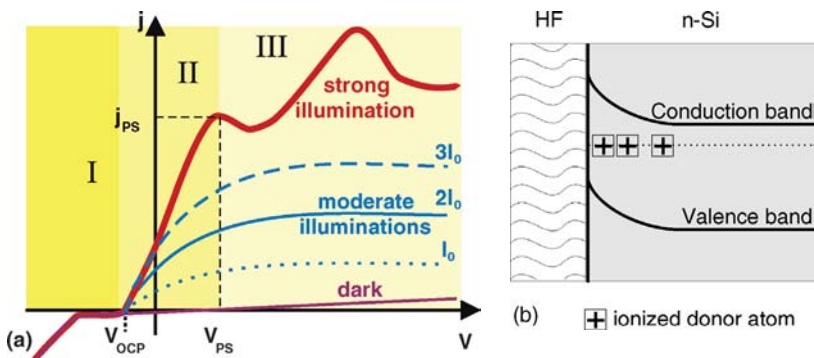 j
I
II
III
strong
illumination
j_PS
3I₀
moderate
illuminations
2I₀
I₀
dark
(a)
V_OCP
V_PS
V
HF
n-Si
Conduction band
Valence band
(b)
ionized donor atom